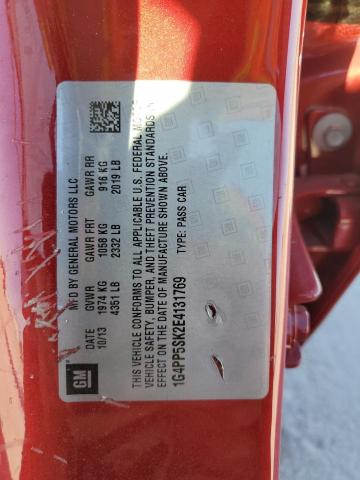 MFD BY GENERAL MOTORS LLC
DATE GVWR GAWR FRT GAWR RR
10/13 1974 KG 1058 KG 916 KG
4351 LB 2332 LB 2019 LB
THIS VEHICLE CONFORMS TO ALL APPLICABLE U.S. FEDERAL MOTOR
VEHICLE SAFETY, BUMPER, AND THEFT PREVENTION STANDARDS IN
EFFECT ON THE DATE OF MANUFACTURE SHOWN ABOVE.
TYPE: PASS CAR
1G4PP5SK2E4131769
GM